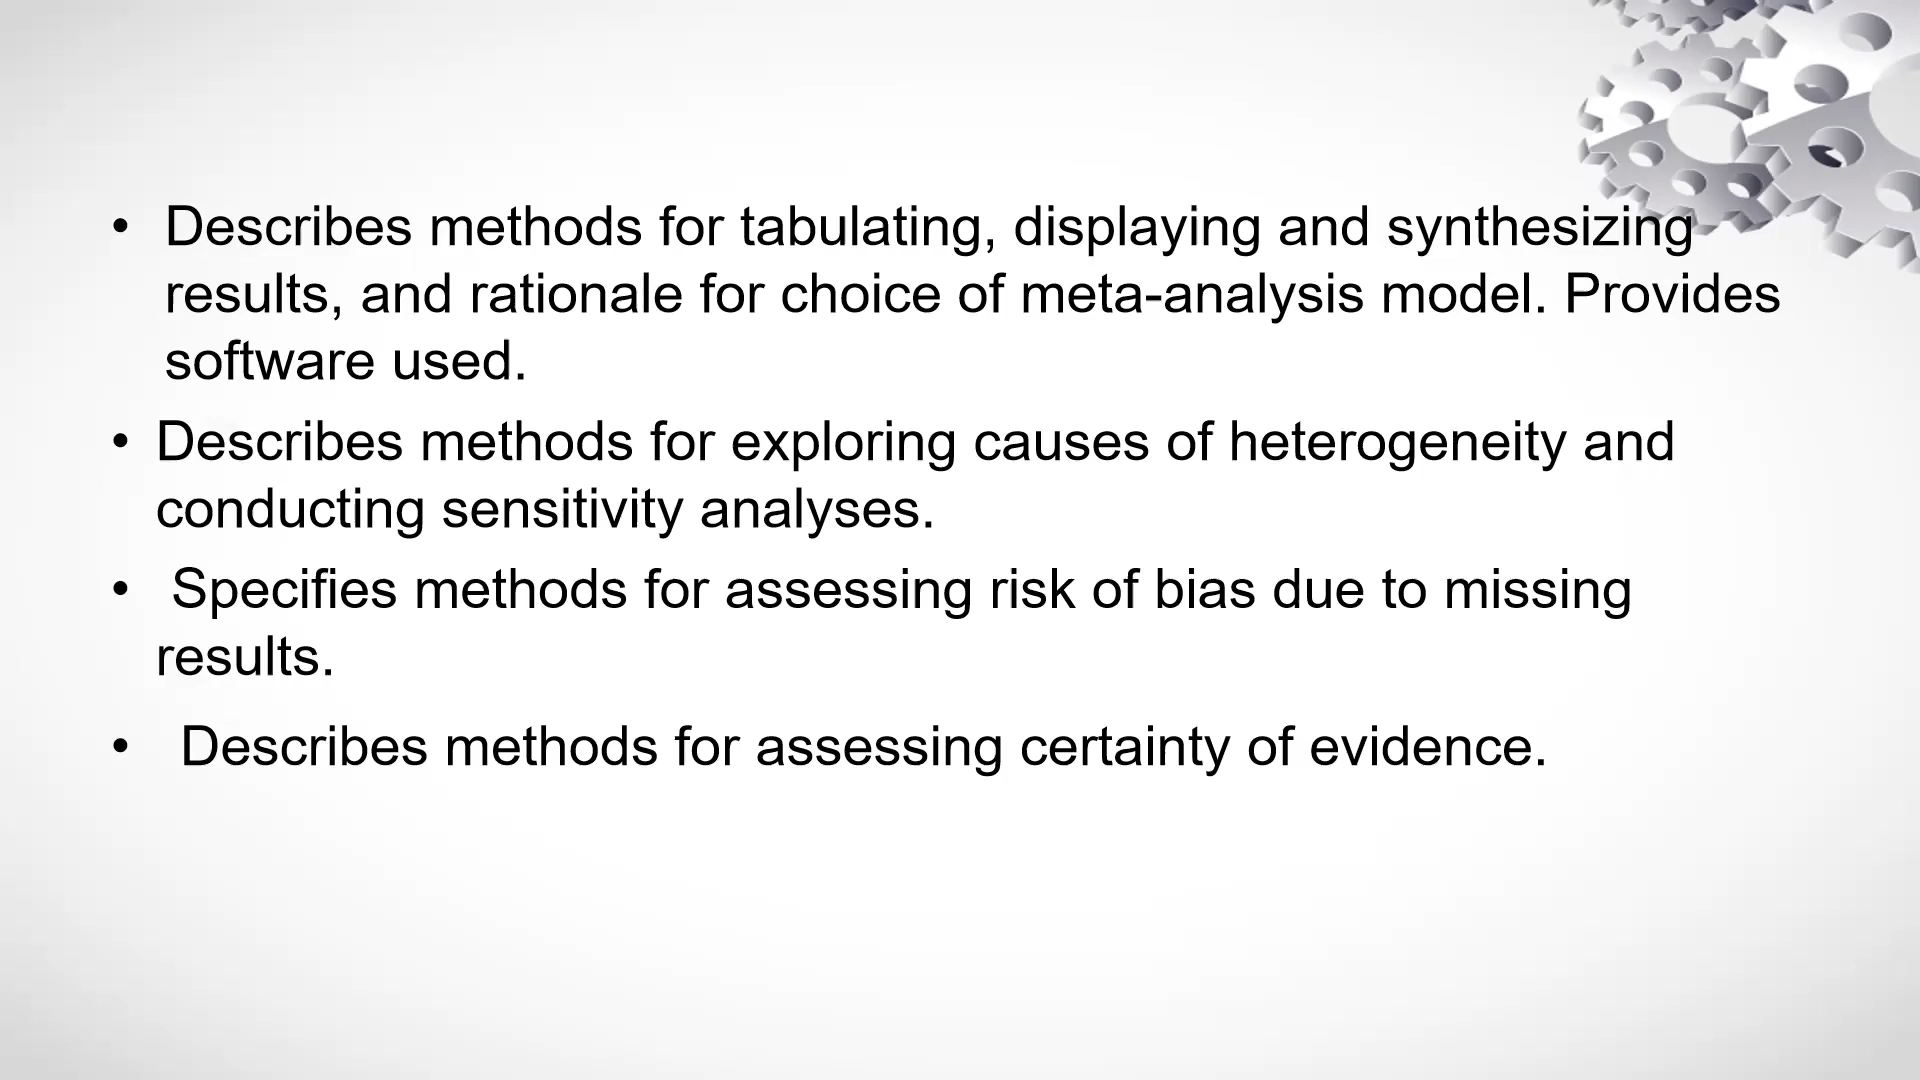 • Describes methods for tabulating, displaying and synthesizing
results, and rationale for choice of meta-analysis model. Provides
software used.
• Describes methods for exploring causes of heterogeneity and
conducting sensitivity analyses.
• Specifies methods for assessing risk of bias due to missing
results.
• Describes methods for assessing certainty of evidence.